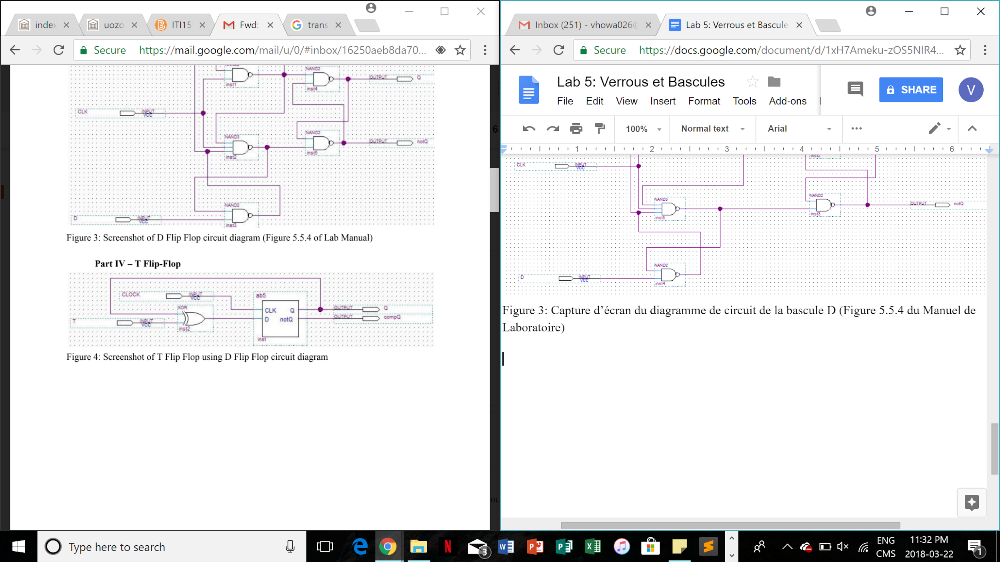 index
uozo
ITI15
Fwd:
trans
Secure
https://mail.google.com/mail/u/0/#inbox/16250aeb8da70...
inst1
NAND2
inst4
OUTPUT
Q
CLK
INPUT
VCC
NAND3
inst2
NAND2
inst5
OUTPUT
notQ
NAND2
inst3
D
INPUT
VCC
Figure 3: Screenshot of D Flip Flop circuit diagram (Figure 5.5.4 of Lab Manual)
Part IV – T Flip-Flop
CLOCK
INPUT
VCC
XOR
inst2
T
INPUT
VCC
ab5
CLK Q
D notQ
inst
OUTPUT
Q
OUTPUT
compQ
Figure 4: Screenshot of T Flip Flop using D Flip Flop circuit diagram
Inbox (251) - vhowa026@
Lab 5: Verrous et Bascule
Secure
https://docs.google.com/document/d/1xH7Ameku-zOS5NlR4...
Lab 5: Verrous et Bascules
SHARE
V
File Edit View Insert Format Tools Add-ons
100%
Normal text
Arial
1 2 3 4 5 6
inst2
CLK
INPUT
VCC
NAND3
inst5
NAND2
inst3
OUTPUT
notQ
NAND2
inst4
D
INPUT
VCC
Figure 3: Capture d’écran du diagramme de circuit de la bascule D (Figure 5.5.4 du Manuel de
Laboratoire)
Type here to search
3
ENG
CMS
11:32 PM
2018-03-22
1